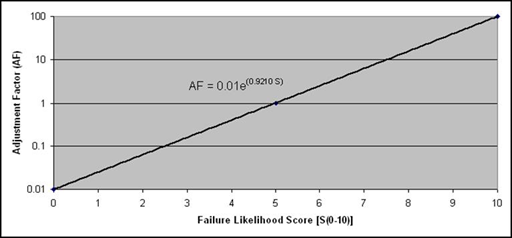 100
10
1
0.1
0.01
Adjustment Factor (AF)
AF = 0.01e(0.9210 S)
0 1 2 3 4 5 6 7 8 9 10
Failure Likelihood Score [S(0-10)]